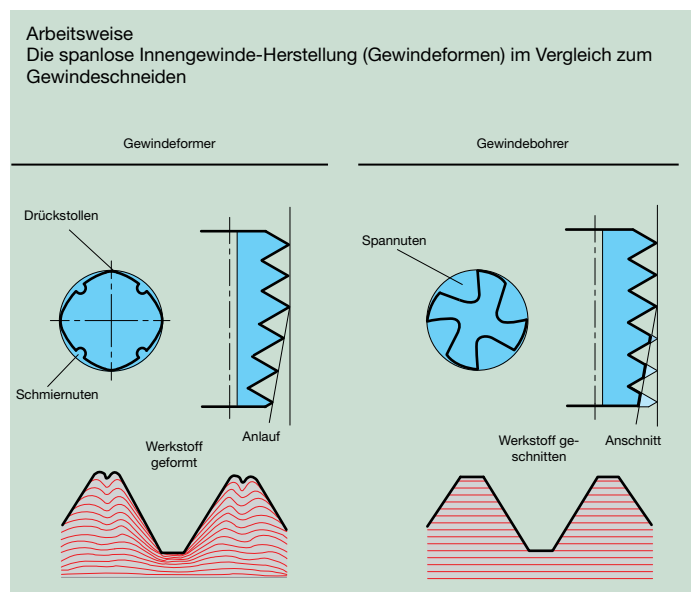 Arbeitsweise
Die spanlose Innengewinde-Herstellung (Gewindeformen) im Vergleich zum
Gewindeschneiden
Gewindeformer
Drückstollen
Schmiernuten
Anlauf
Werkstoff
geformt
Gewindebohrer
Spannuten
Anschnitt
Werkstoff ge-
schnitten